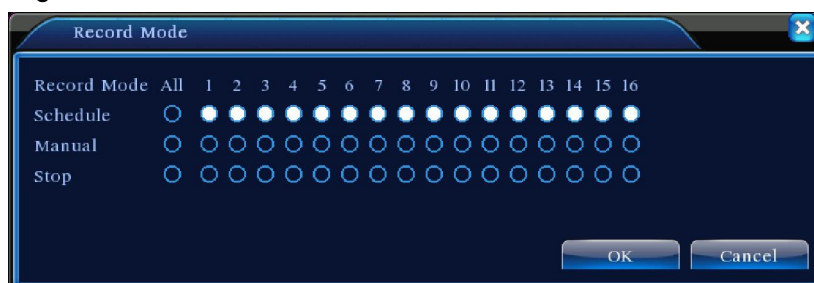 Record Mode
Record Mode All 1 2 3 4 5 6 7 8 9 10 11 12 13 14 15 16
Schedule
Manual
Stop
OK Cancel